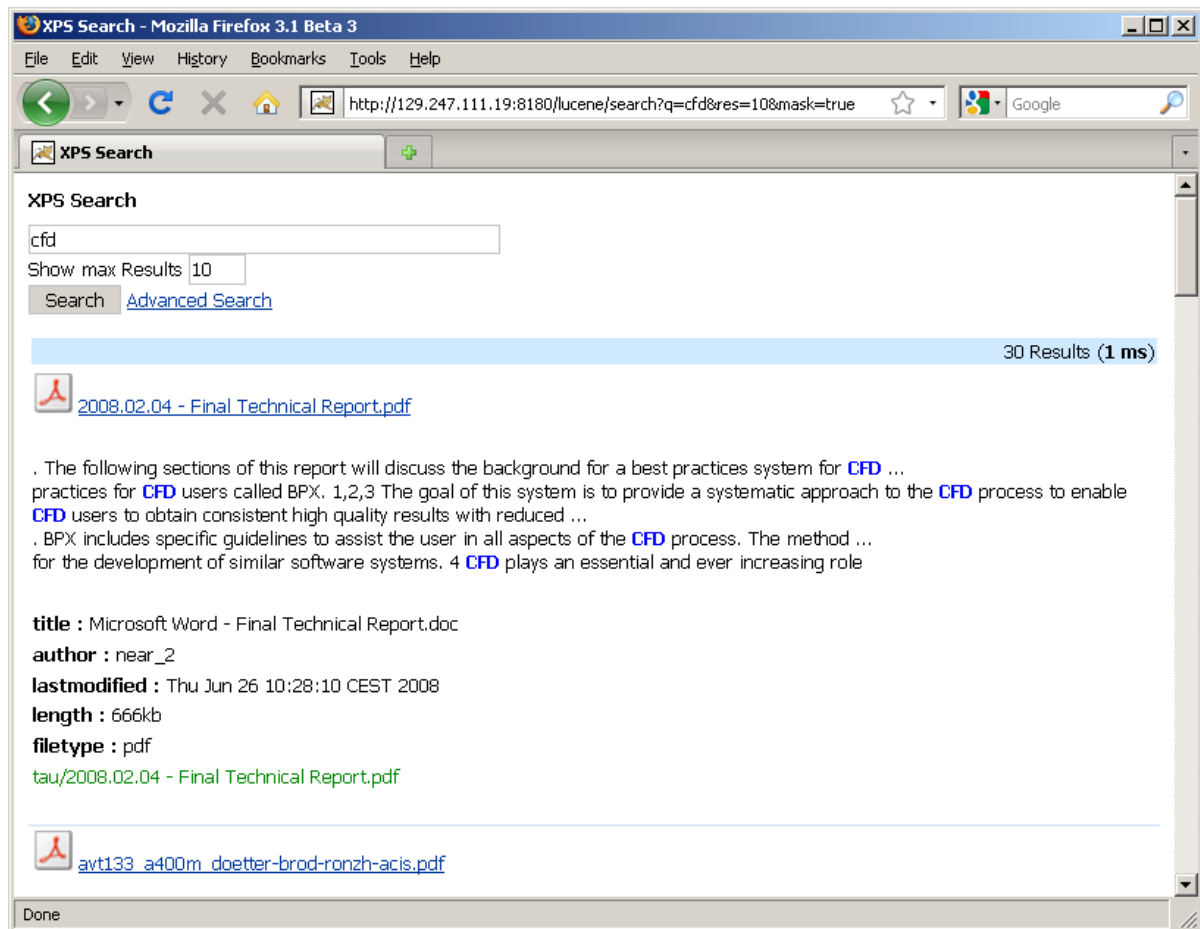 XPS Search - Mozilla Firefox 3.1 Beta 3
File Edit View History Bookmarks Tools Help
http://129.247.111.19:8180/lucene/search?q=cfd&res=10&mask=true Google
XPS Search
XPS Search
cfd
Show max Results 10
Search Advanced Search
30 Results (1 ms)
2008.02.04 - Final Technical Report.pdf
. The following sections of this report will discuss the background for a best practices system for CFD ...
practices for CFD users called BPX. 1,2,3 The goal of this system is to provide a systematic approach to the CFD process to enable
CFD users to obtain consistent high quality results with reduced ...
. BPX includes specific guidelines to assist the user in all aspects of the CFD process. The method ...
for the development of similar software systems. 4 CFD plays an essential and ever increasing role
title : Microsoft Word - Final Technical Report.doc
author : near_2
lastmodified : Thu Jun 26 10:28:10 CEST 2008
length : 666kb
filetype : pdf
tau/2008.02.04 - Final Technical Report.pdf
avt133_a400m_doetter-brod-ronzh-acis.pdf
Done